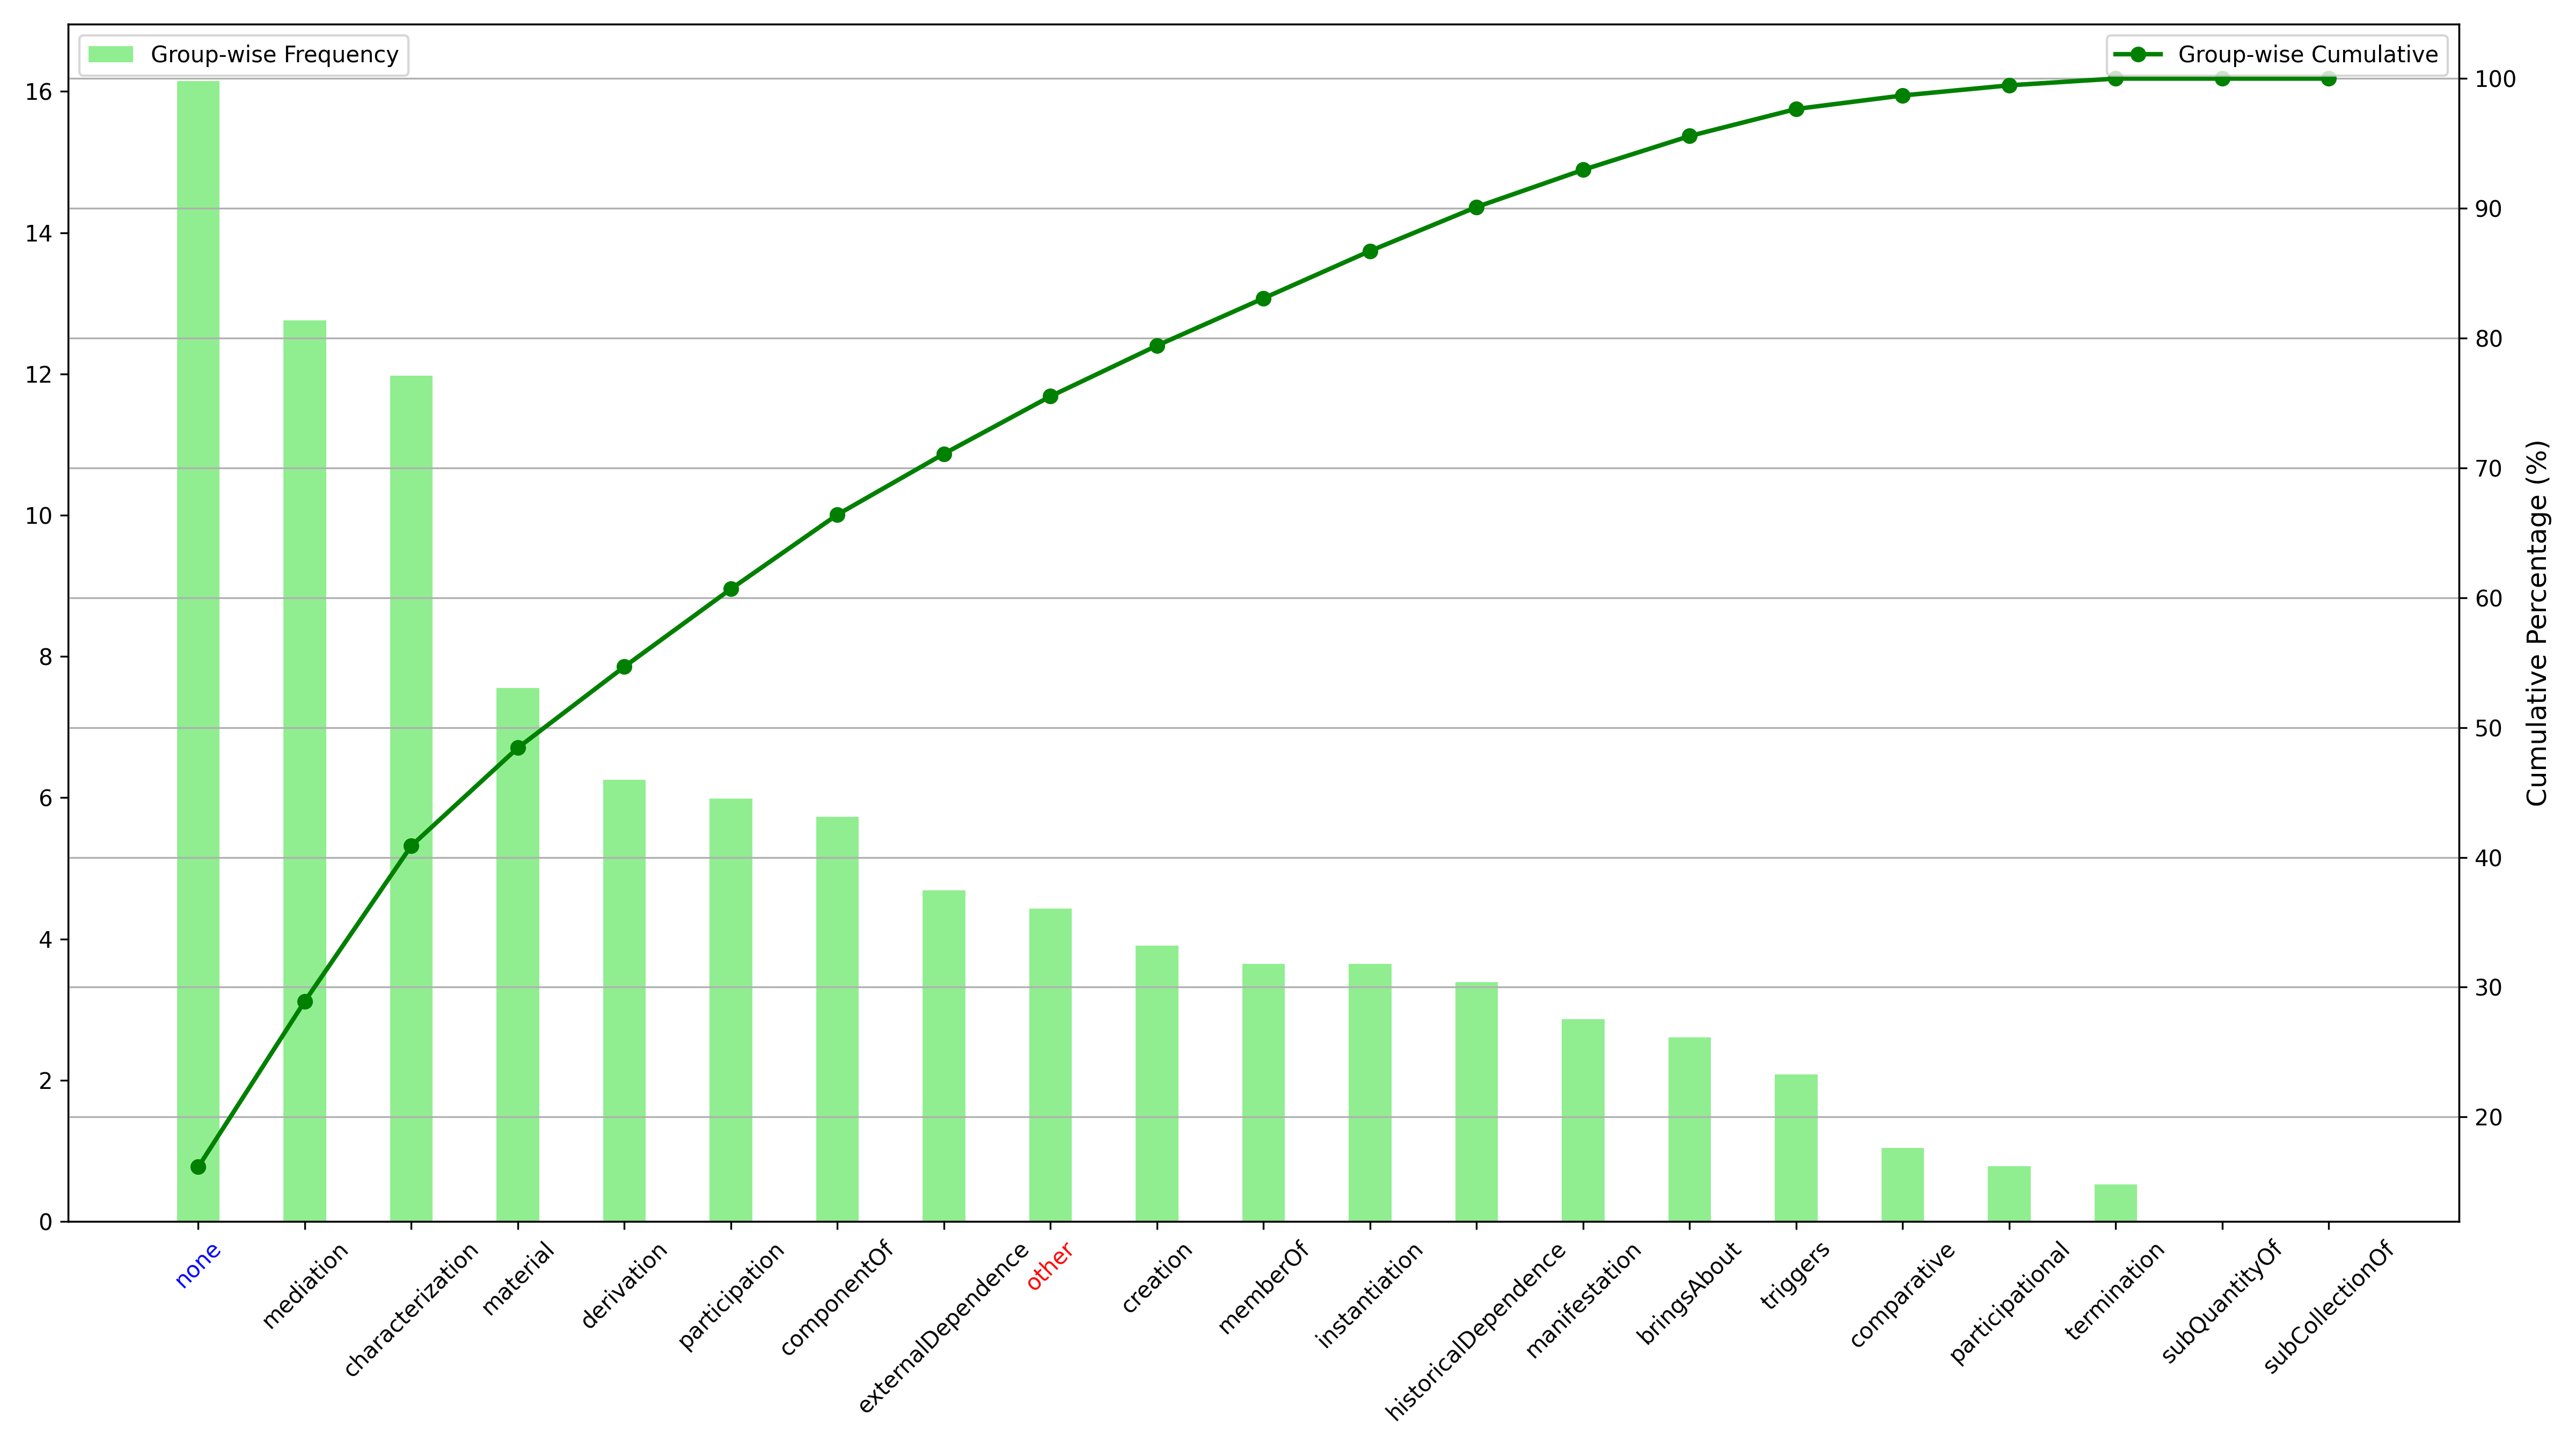 Group-wise Frequency
Group-wise Cumulative
16
14
12
10
8
6
4
2
0
100
90
80
70
60
50
40
30
20
Cumulative Percentage (%)
none
mediation
characterization
material
derivation
participation
componentOf
externalDependence
other
creation
memberOf
instantiation
historicalDependence
manifestation
bringsAbout
triggers
comparative
participational
termination
subQuantityOf
subCollectionOf